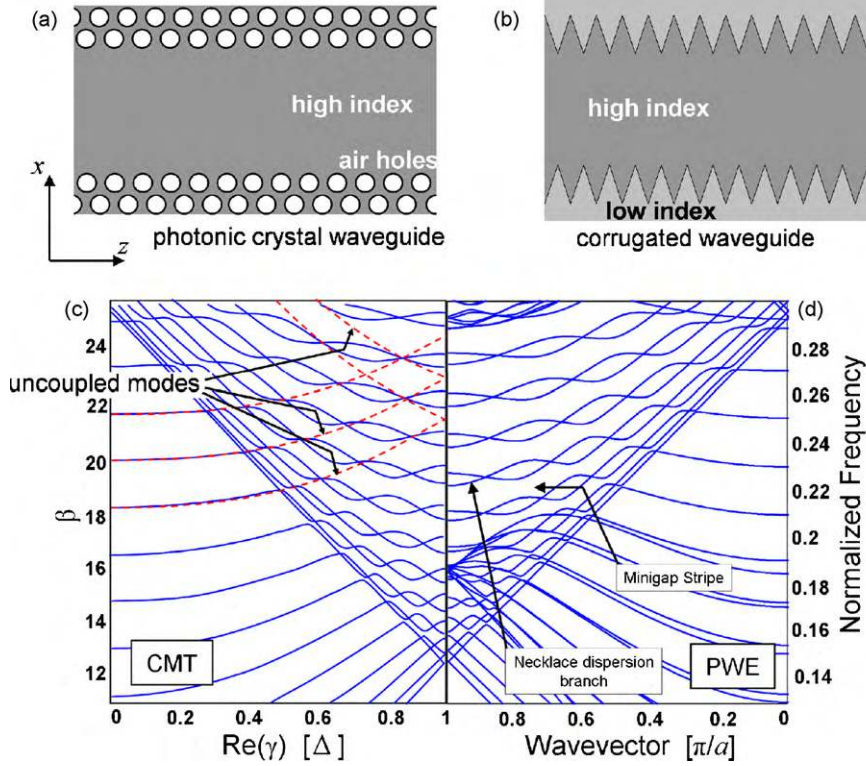 (a)
high index
air holes
x
z
photonic crystal waveguide
(b)
high index
low index
corrugated waveguide
(c)
uncoupled modes
24
22
20
18
16
14
12
β
CMT
0 0.2 0.4 0.6 0.8 1
Re(γ) [Δ]
(d)
0.28
0.26
0.24
0.22
0.2
0.18
0.16
0.14
Normalized Frequency
Minigap Stripe
Necklace dispersion
branch
PWE
0.8 0.6 0.4 0.2 0
Wavevector [π/a]